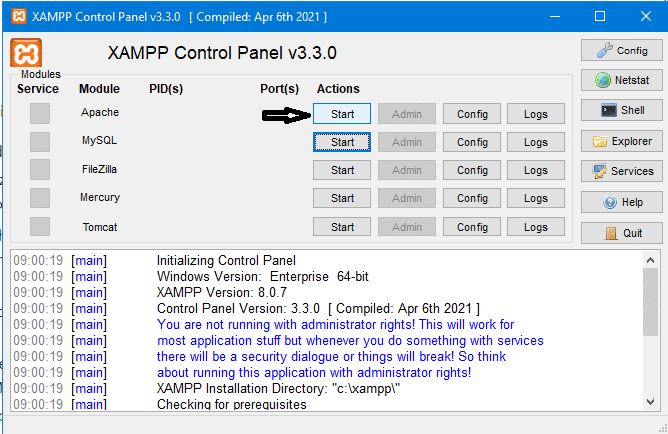 XAMPP Control Panel v3.3.0 [ Compiled: Apr 6th 2021 ]
XAMPP Control Panel v3.3.0
Config
Modules
Service Module PID(s) Port(s) Actions
Netstat
Apache Start Admin Config Logs
Shell
MySQL Start Admin Config Logs
Explorer
FileZilla Start Admin Config Logs
Services
Mercury Start Admin Config Logs
Help
Tomcat Start Admin Config Logs
Quit
09:00:19 [main] Initializing Control Panel
09:00:19 [main] Windows Version: Enterprise 64-bit
09:00:19 [main] XAMPP Version: 8.0.7
09:00:19 [main] Control Panel Version: 3.3.0 [ Compiled: Apr 6th 2021 ]
09:00:19 [main] You are not running with administrator rights! This will work for
09:00:19 [main] most application stuff but whenever you do something with services
09:00:19 [main] there will be a security dialogue or things will break! So think
09:00:19 [main] about running this application with administrator rights!
09:00:19 [main] XAMPP Installation Directory: "c:\xampp\"
09:00:19 [main] Checking for prerequisites